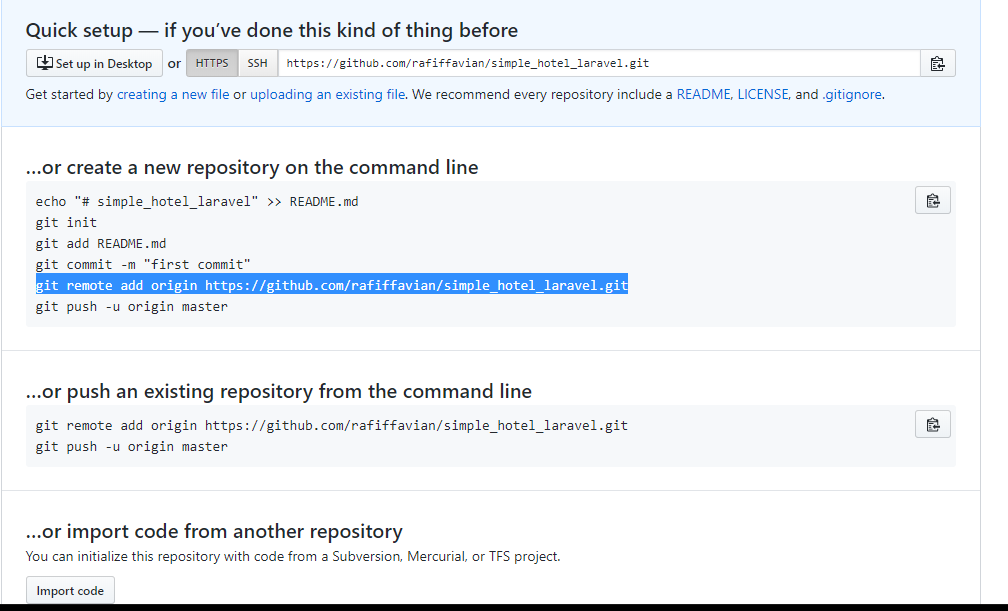 Quick setup — if you’ve done this kind of thing before
Set up in Desktop or HTTPS SSH https://github.com/rafiffavian/simple_hotel_laravel.git
Get started by creating a new file or uploading an existing file. We recommend every repository include a README, LICENSE, and .gitignore.
…or create a new repository on the command line
echo "# simple_hotel_laravel" >> README.md
git init
git add README.md
git commit -m "first commit"
git remote add origin https://github.com/rafiffavian/simple_hotel_laravel.git
git push -u origin master
…or push an existing repository from the command line
git remote add origin https://github.com/rafiffavian/simple_hotel_laravel.git
git push -u origin master
…or import code from another repository
You can initialize this repository with code from a Subversion, Mercurial, or TFS project.
Import code